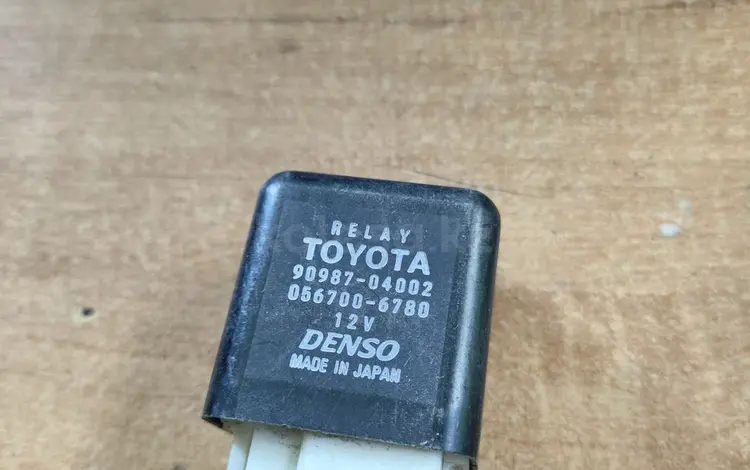 RELAY
TOYOTA
90987-04002
056700-6780
12V
DENSO
MADE IN JAPAN